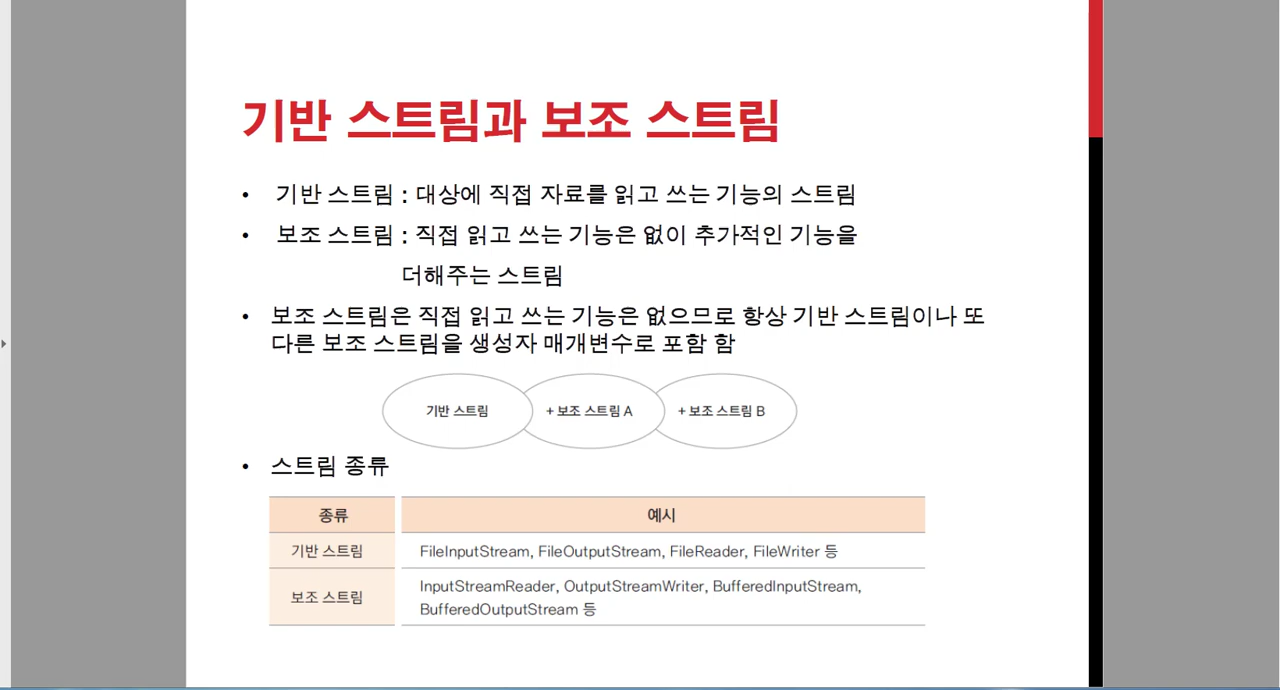 기반 스트림과 보조 스트림
• 기반 스트림 : 대상에 직접 자료를 읽고 쓰는 기능의 스트림
• 보조 스트림 : 직접 읽고 쓰는 기능은 없이 추가적인 기능을
더해주는 스트림
• 보조 스트림은 직접 읽고 쓰는 기능은 없으므로 항상 기반 스트림이나 또
다른 보조 스트림을 생성자 매개변수로 포함 함
기반 스트림 + 보조 스트림 A + 보조 스트림 B
• 스트림 종류
종류 예시
기반 스트림 FileInputStream, FileOutputStream, FileReader, FileWriter 등
보조 스트림 InputStreamReader, OutputStreamWriter, BufferedInputStream,
BufferedOutputStream 등